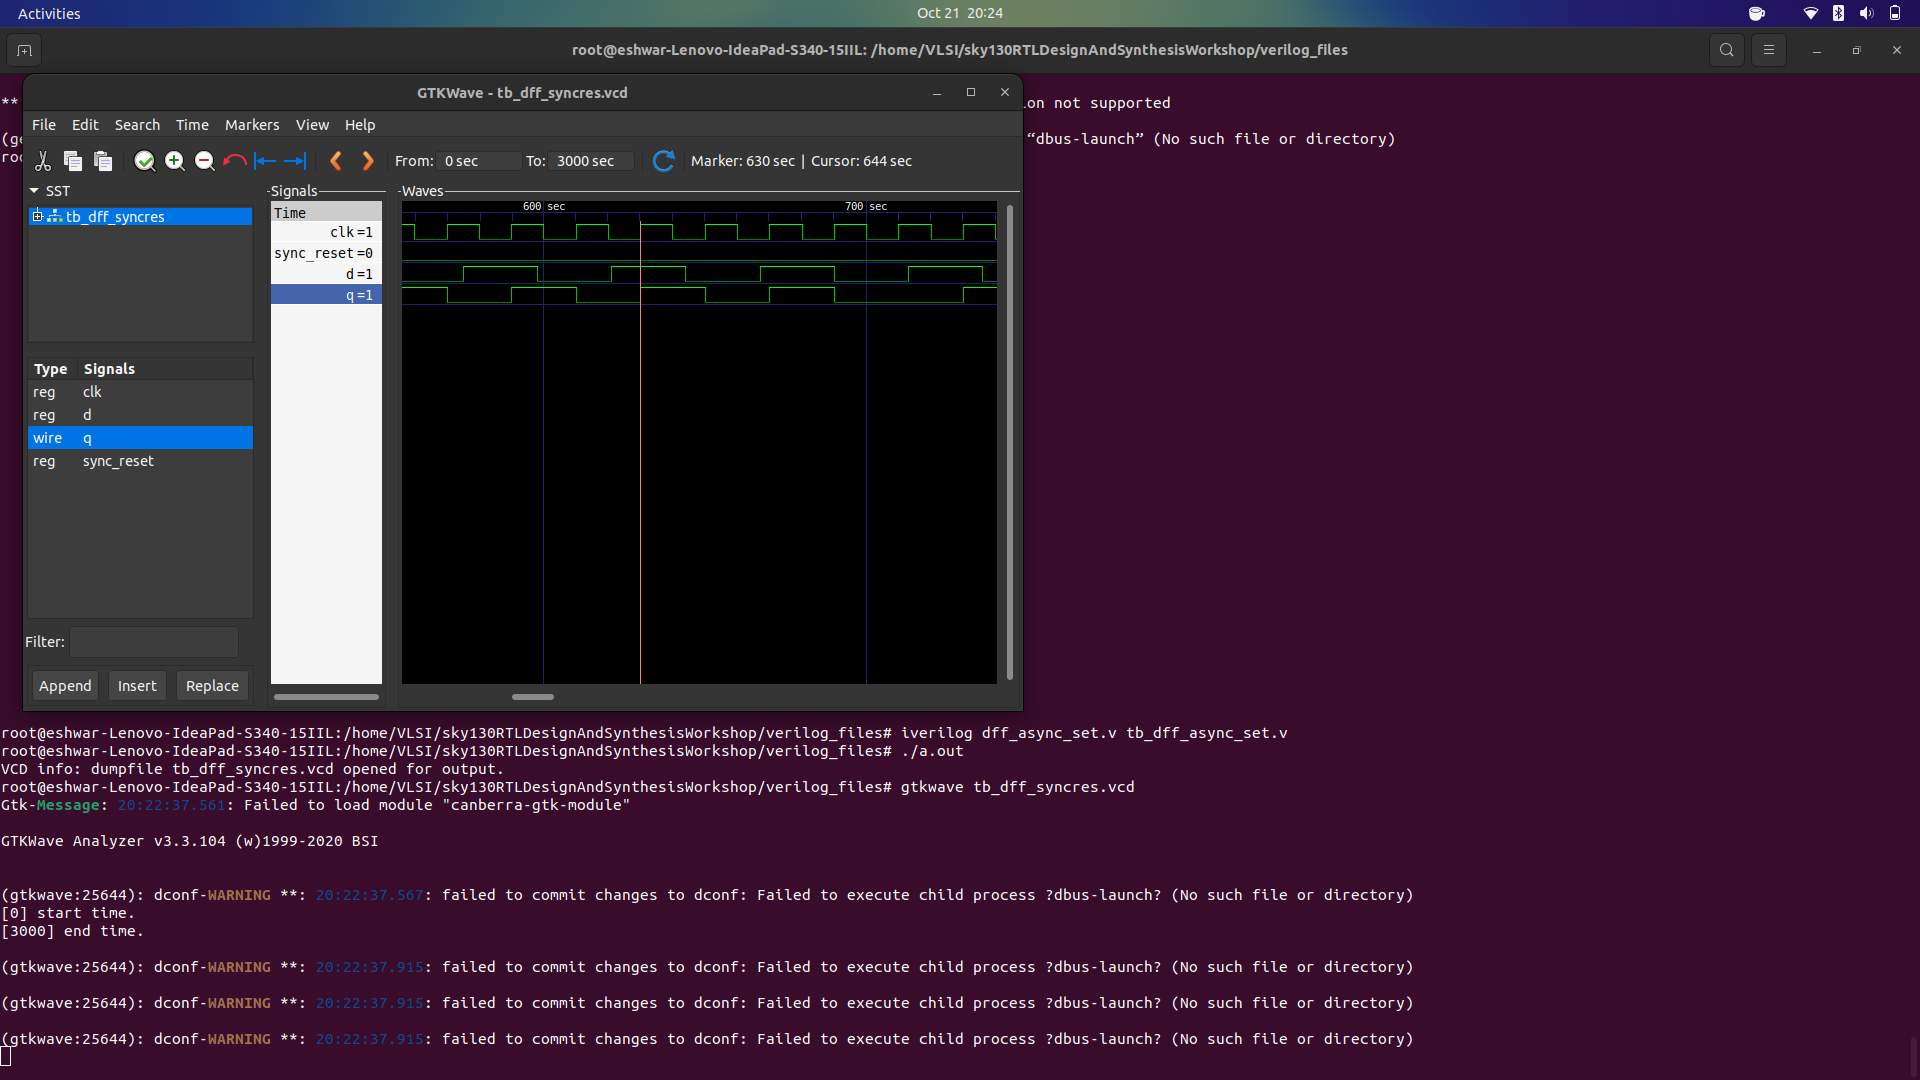 Activities
Oct 21 20:24
root@eshwar-Lenovo-IdeaPad-S340-15IIL: /home/VLSI/sky130RTLDesignAndSynthesisWorkshop/verilog_files
** on not supported
“dbus-launch” (No such file or directory)
GTKWave - tb_dff_syncres.vcd
File Edit Search Time Markers View Help
From: 0 sec To: 3000 sec Marker: 630 sec | Cursor: 644 sec
SST
tb_dff_syncres
Type Signals
reg clk
reg d
wire q
reg sync_reset
Filter:
Append Insert Replace
Signals
Time
clk =1
sync_reset =0
d =1
q =1
Waves
600 sec 700 sec
root@eshwar-Lenovo-IdeaPad-S340-15IIL:/home/VLSI/sky130RTLDesignAndSynthesisWorkshop/verilog_files# iverilog dff_async_set.v tb_dff_async_set.v
root@eshwar-Lenovo-IdeaPad-S340-15IIL:/home/VLSI/sky130RTLDesignAndSynthesisWorkshop/verilog_files# ./a.out
VCD info: dumpfile tb_dff_syncres.vcd opened for output.
root@eshwar-Lenovo-IdeaPad-S340-15IIL:/home/VLSI/sky130RTLDesignAndSynthesisWorkshop/verilog_files# gtkwave tb_dff_syncres.vcd
Gtk-Message: 20:22:37.561: Failed to load module "canberra-gtk-module"
GTKWave Analyzer v3.3.104 (w)1999-2020 BSI
(gtkwave:25644): dconf-WARNING **: 20:22:37.567: failed to commit changes to dconf: Failed to execute child process ?dbus-launch? (No such file or directory)
[0] start time.
[3000] end time.
(gtkwave:25644): dconf-WARNING **: 20:22:37.915: failed to commit changes to dconf: Failed to execute child process ?dbus-launch? (No such file or directory)
(gtkwave:25644): dconf-WARNING **: 20:22:37.915: failed to commit changes to dconf: Failed to execute child process ?dbus-launch? (No such file or directory)
(gtkwave:25644): dconf-WARNING **: 20:22:37.915: failed to commit changes to dconf: Failed to execute child process ?dbus-launch? (No such file or directory)